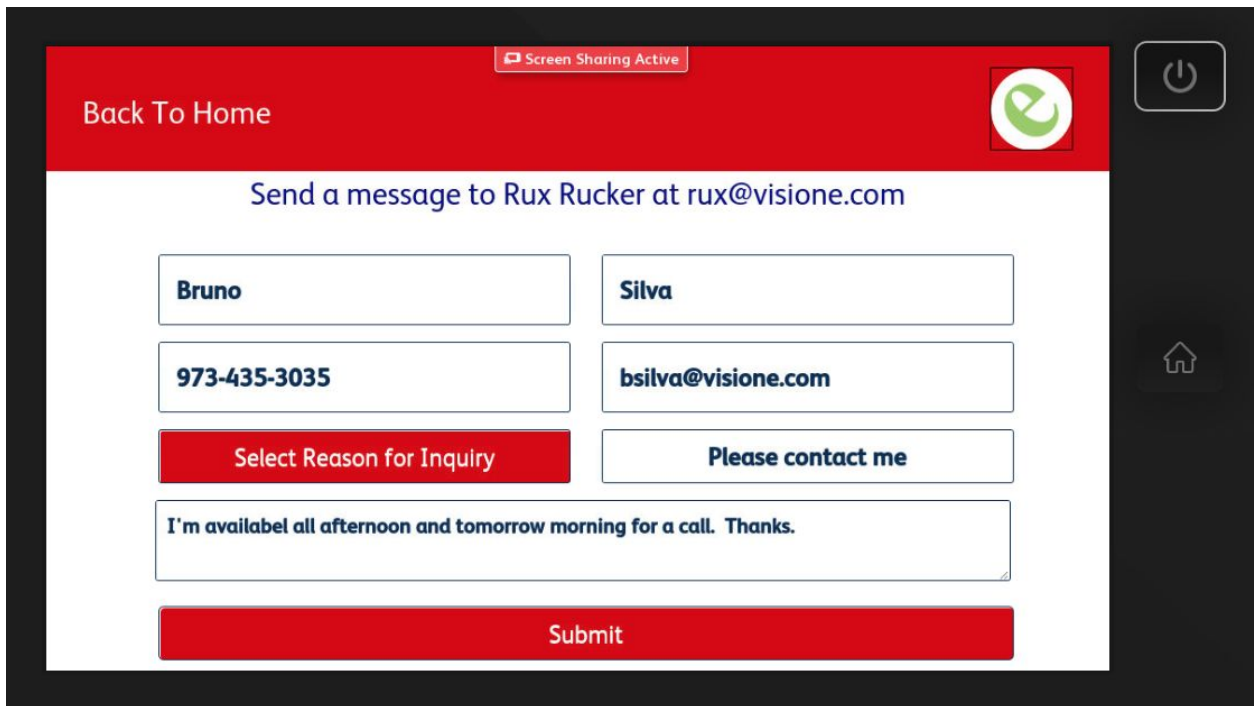 Screen Sharing Active
Back To Home
Send a message to Rux Rucker at rux@visione.com
Bruno
Silva
973-435-3035
bsilva@visione.com
Select Reason for Inquiry
Please contact me
I'm availabel all afternoon and tomorrow morning for a call.  Thanks.
Submit